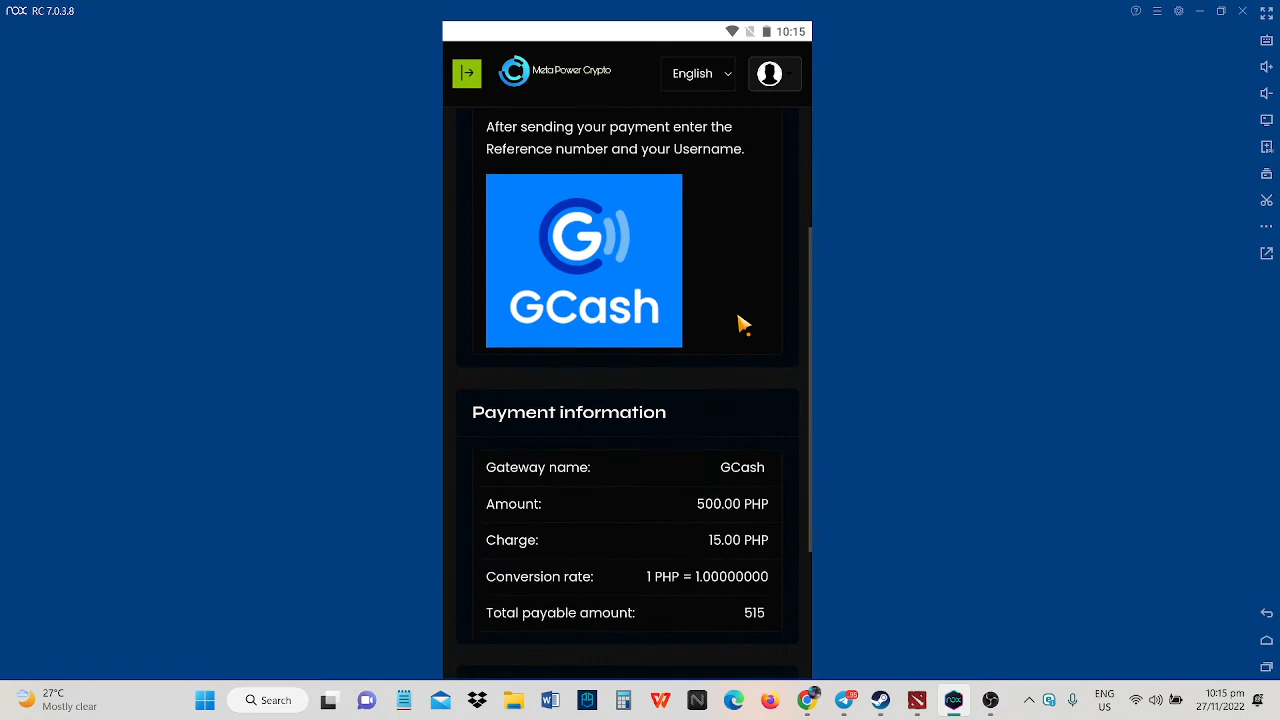 nox RC 7.0.3.8
10:15
Meta Power Crypto
English
After sending your payment enter the
Reference number and your Username.
GCash
Payment information
Gateway name: GCash
Amount: 500.00 PHP
Charge: 15.00 PHP
Conversion rate: 1 PHP = 1.00000000
Total payable amount: 515
27°C
Mostly clear
Search
95
ENG
US
10:15 pm
27/11/2022